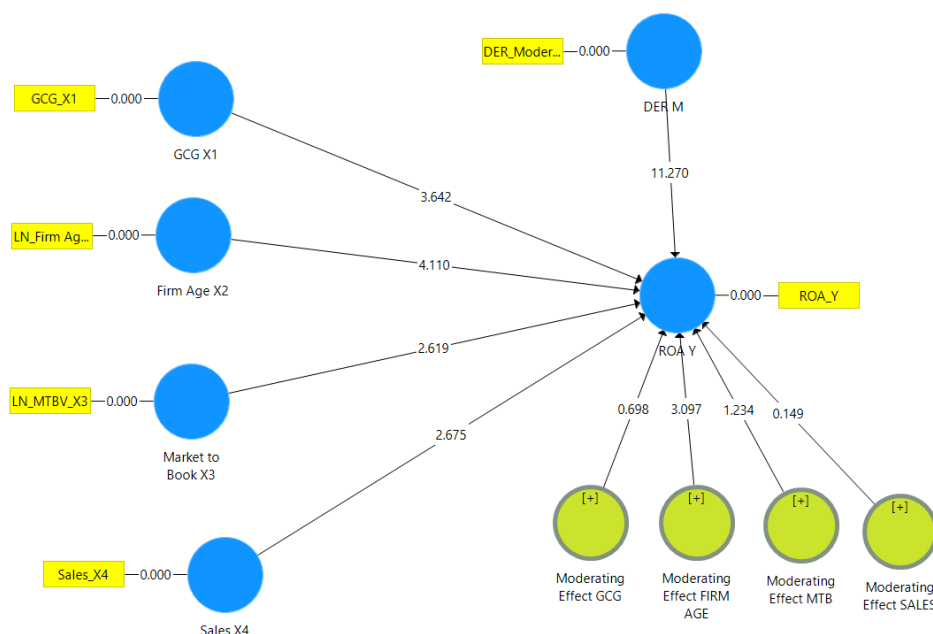 DER_Moder... 0.000
DER M
GCG_X1 0.000
GCG X1
11.270
3.642
LN_Firm Ag... 0.000
Firm Age X2
4.110
0.000 ROA_Y
ROA Y
2.619
LN_MTBV_X3 0.000
Market to
Book X3
2.675
0.698 3.097 1.234 0.149
[+] [+] [+] [+]
Sales_X4 0.000
Sales X4
Moderating
Effect GCG
Moderating
Effect FIRM
AGE
Moderating
Effect MTB
Moderating
Effect SALES